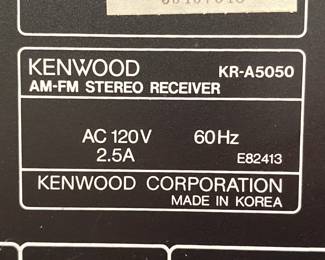 KENWOOD KR-A5050
AM-FM STEREO RECEIVER
AC 120V 60Hz
2.5A E82413
KENWOOD CORPORATION
MADE IN KOREA